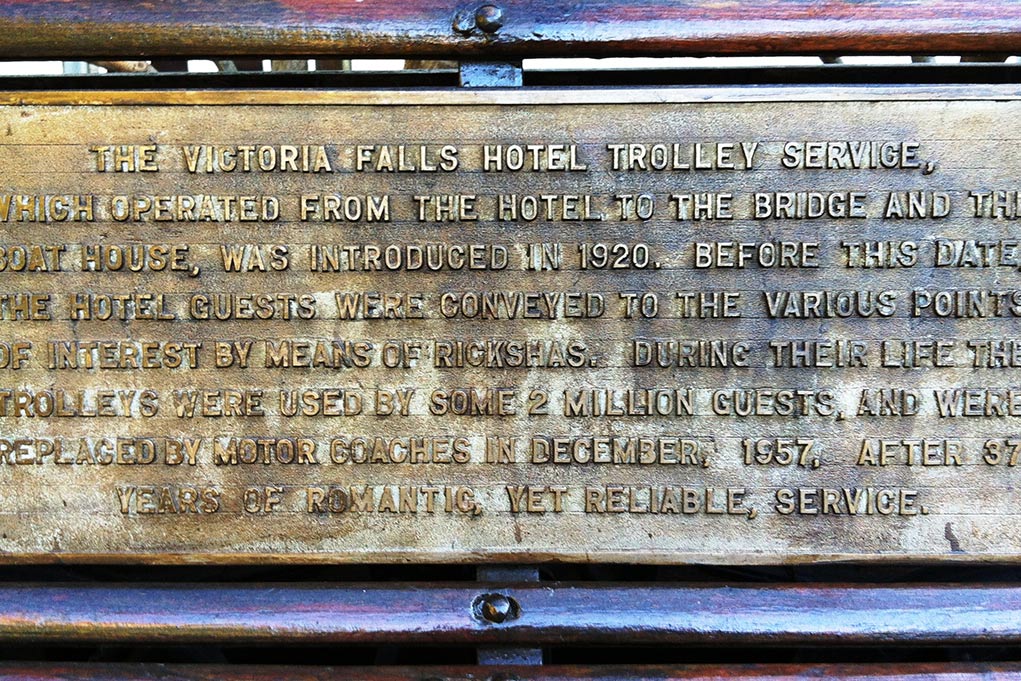 THE VICTORIA FALLS HOTEL TROLLEY SERVICE,
WHICH OPERATED FROM THE HOTEL TO THE BRIDGE AND THE
BOAT HOUSE, WAS INTRODUCED IN 1920. BEFORE THIS DATE,
THE HOTEL GUESTS WERE CONVEYED TO THE VARIOUS POINTS
OF INTEREST BY MEANS OF RICKSHAS. DURING THEIR LIFE THE
TROLLEYS WERE USED BY SOME 2 MILLION GUESTS, AND WERE
REPLACED BY MOTOR COACHES IN DECEMBER, 1957, AFTER 37
YEARS OF ROMANTIC, YET RELIABLE, SERVICE.